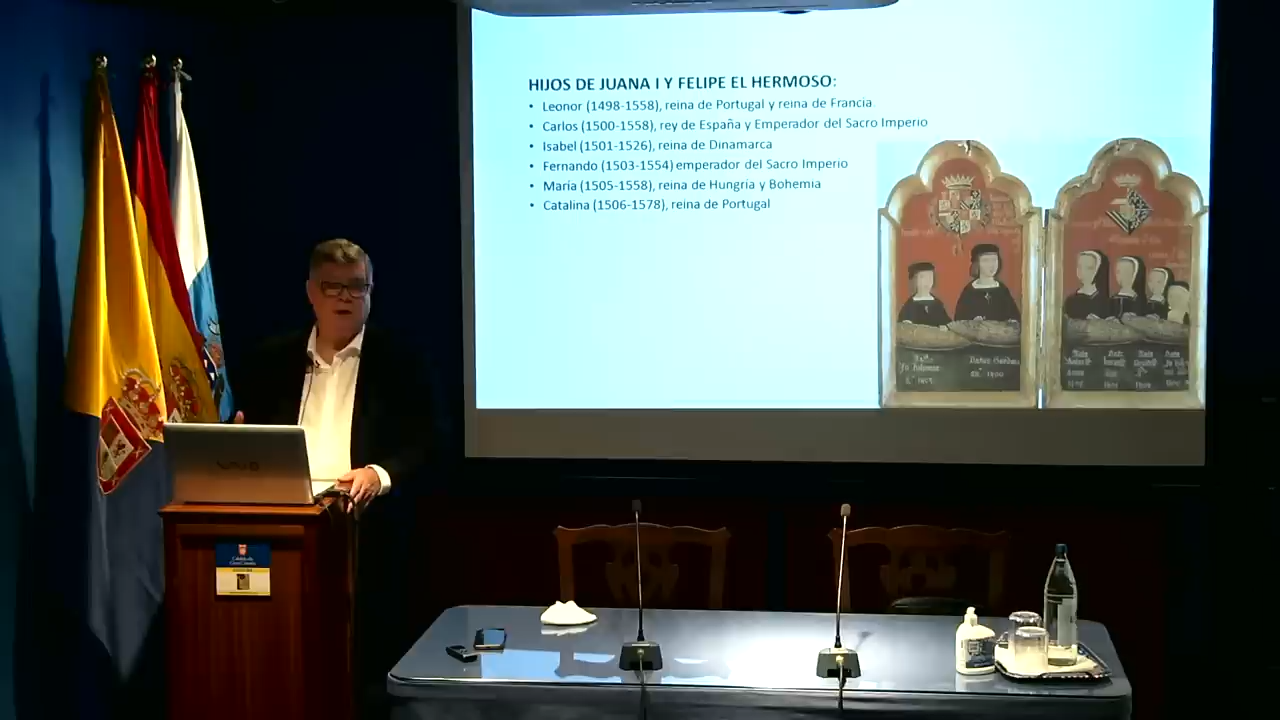 HIJOS DE JUANA I Y FELIPE EL HERMOSO:
• Leonor (1498-1558), reina de Portugal y reina de Francia.
• Carlos (1500-1558), rey de España y Emperador del Sacro Imperio
• Isabel (1501-1526), reina de Dinamarca
• Fernando (1503-1554) emperador del Sacro Imperio
• María (1505-1558), reina de Hungria y Bohemia
• Catalina (1506-1578), reina de Portugal